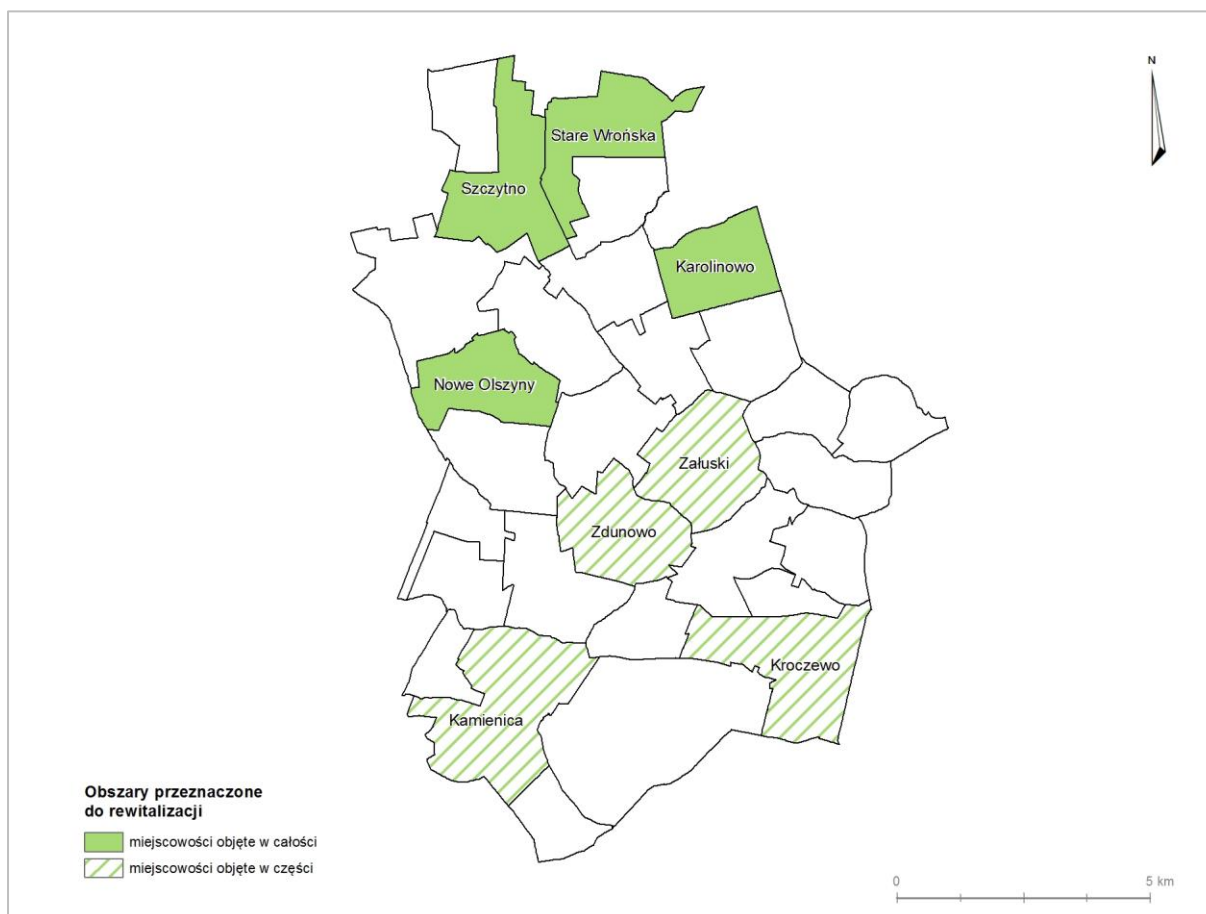 N
Stare Wrońska
Szczytno
Karolinowo
Nowe Olszyny
Załuski
Zdunowo
Kroczewo
Kamienica
Obszary przeznaczone
do rewitalizacji
miejscowości objęte w całości
miejscowości objęte w części
0 5 km